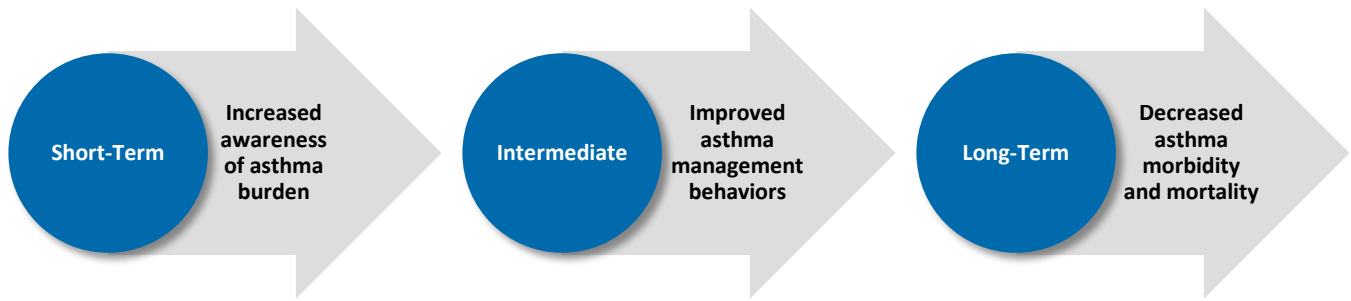 Short-Term
Increased
awareness
of asthma
burden
Intermediate
Improved
asthma
management
behaviors
Long-Term
Decreased
asthma
morbidity
and mortality